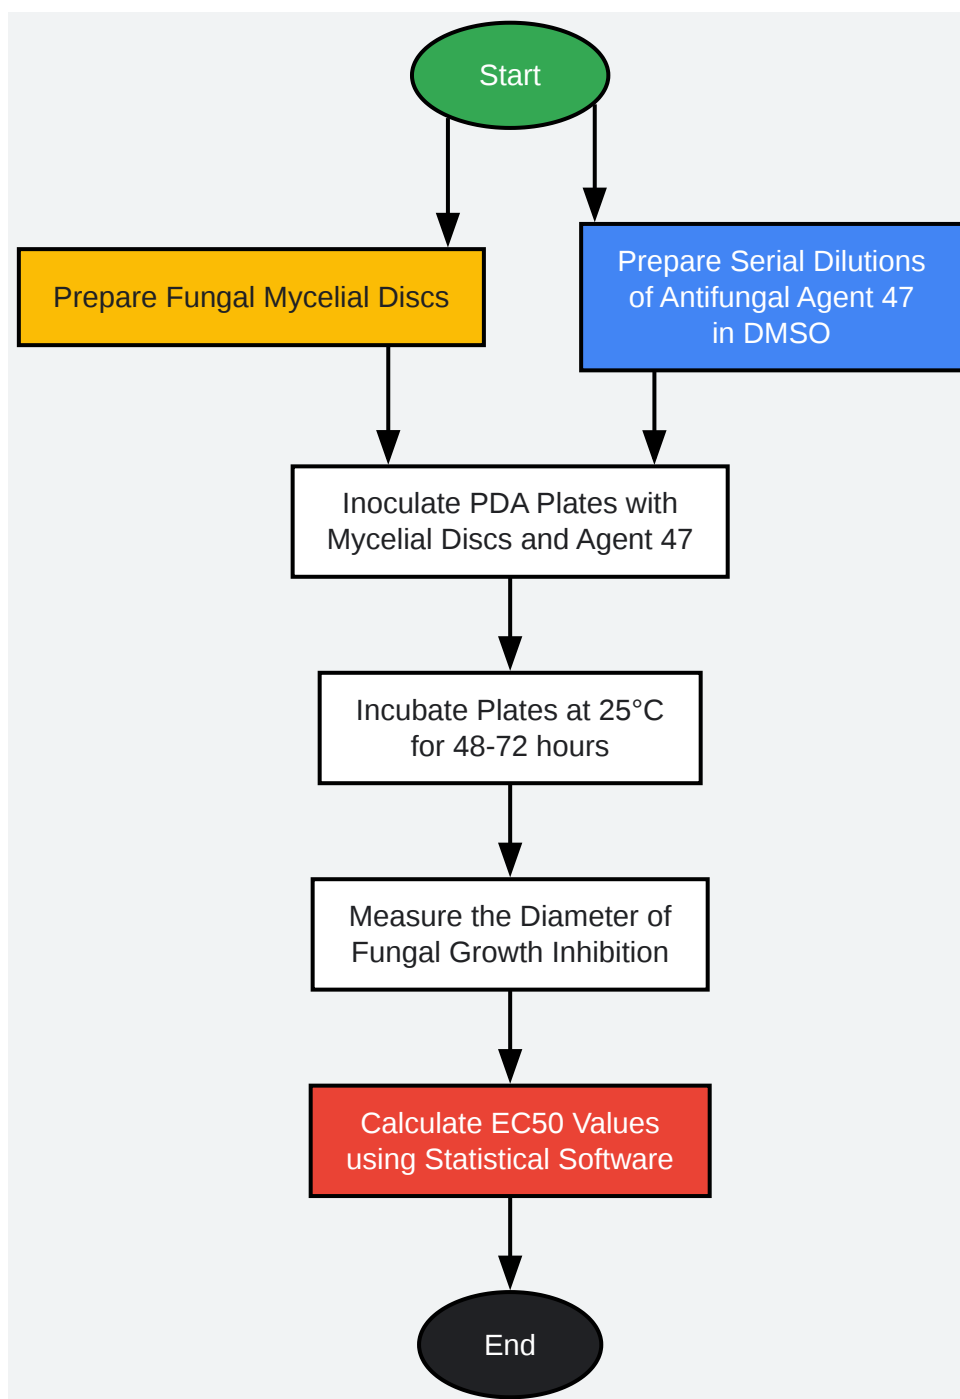 Start
Prepare Fungal Mycelial Discs
Prepare Serial Dilutions
of Antifungal Agent 47
in DMSO
Inoculate PDA Plates with
Mycelial Discs and Agent 47
Incubate Plates at 25°C
for 48-72 hours
Measure the Diameter of
Fungal Growth Inhibition
Calculate EC50 Values
using Statistical Software
End